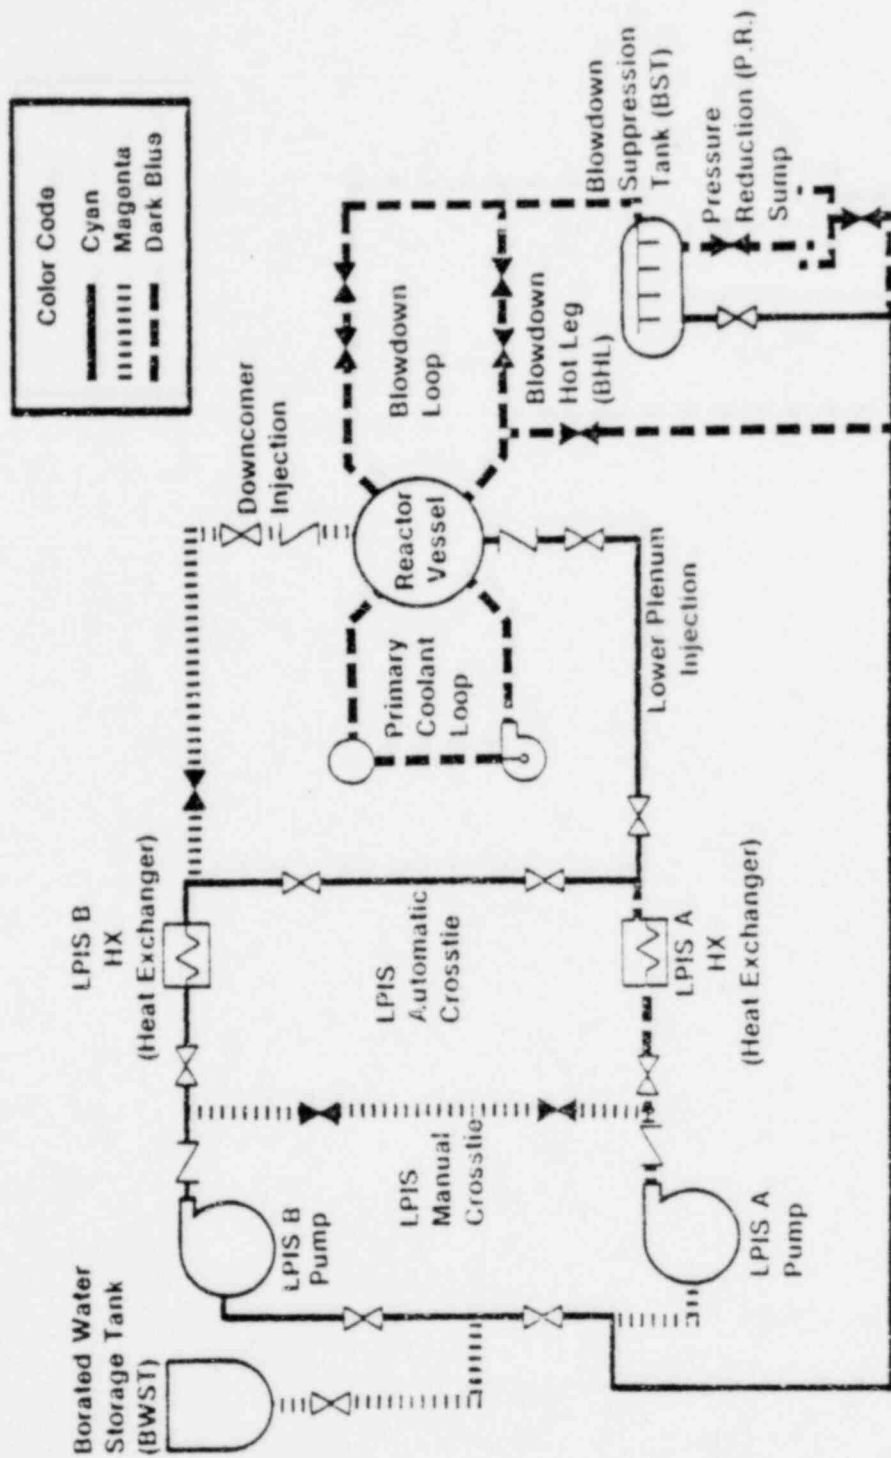 Borated Water
Storage Tank
(BWST)
LPIS B
Pump
LPIS B
HX
(Heat Exchanger)
LPIS
Manual
Crosstie
LPIS
Automatic
Crosstie
LPIS A
Pump
LPIS A
HX
(Heat Exchanger)
Primary
Coolant
Loop
Reactor
Vessel
Downcomer
Injection
Lower Plenum
Injection
Blowdown
Loop
Blowdown
Hot Leg
(BHL)
Blowdown
Suppression
Tank (BST)
Pressure
Reduction (P.R.)
Sump
Color Code
Cyan
Magenta
Dark Blue